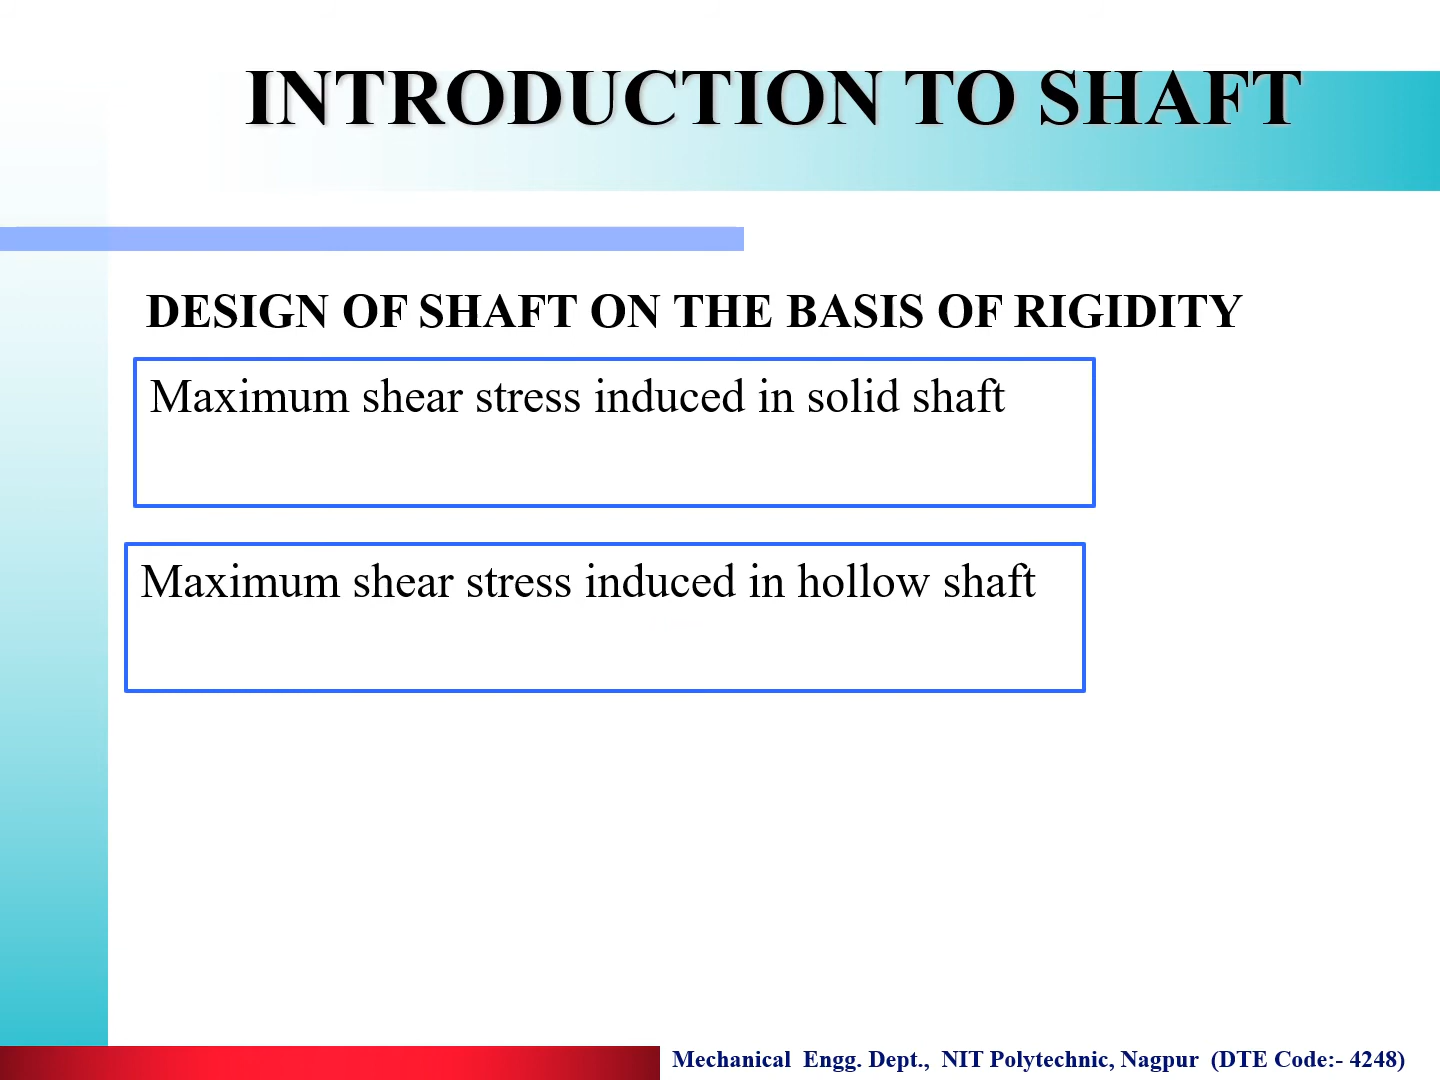 INTRODUCTION TO SHAFT
DESIGN OF SHAFT ON THE BASIS OF RIGIDITY
Maximum shear stress induced in solid shaft
Maximum shear stress induced in hollow shaft
Mechanical Engg. Dept., NIT Polytechnic, Nagpur (DTE Code:- 4248)